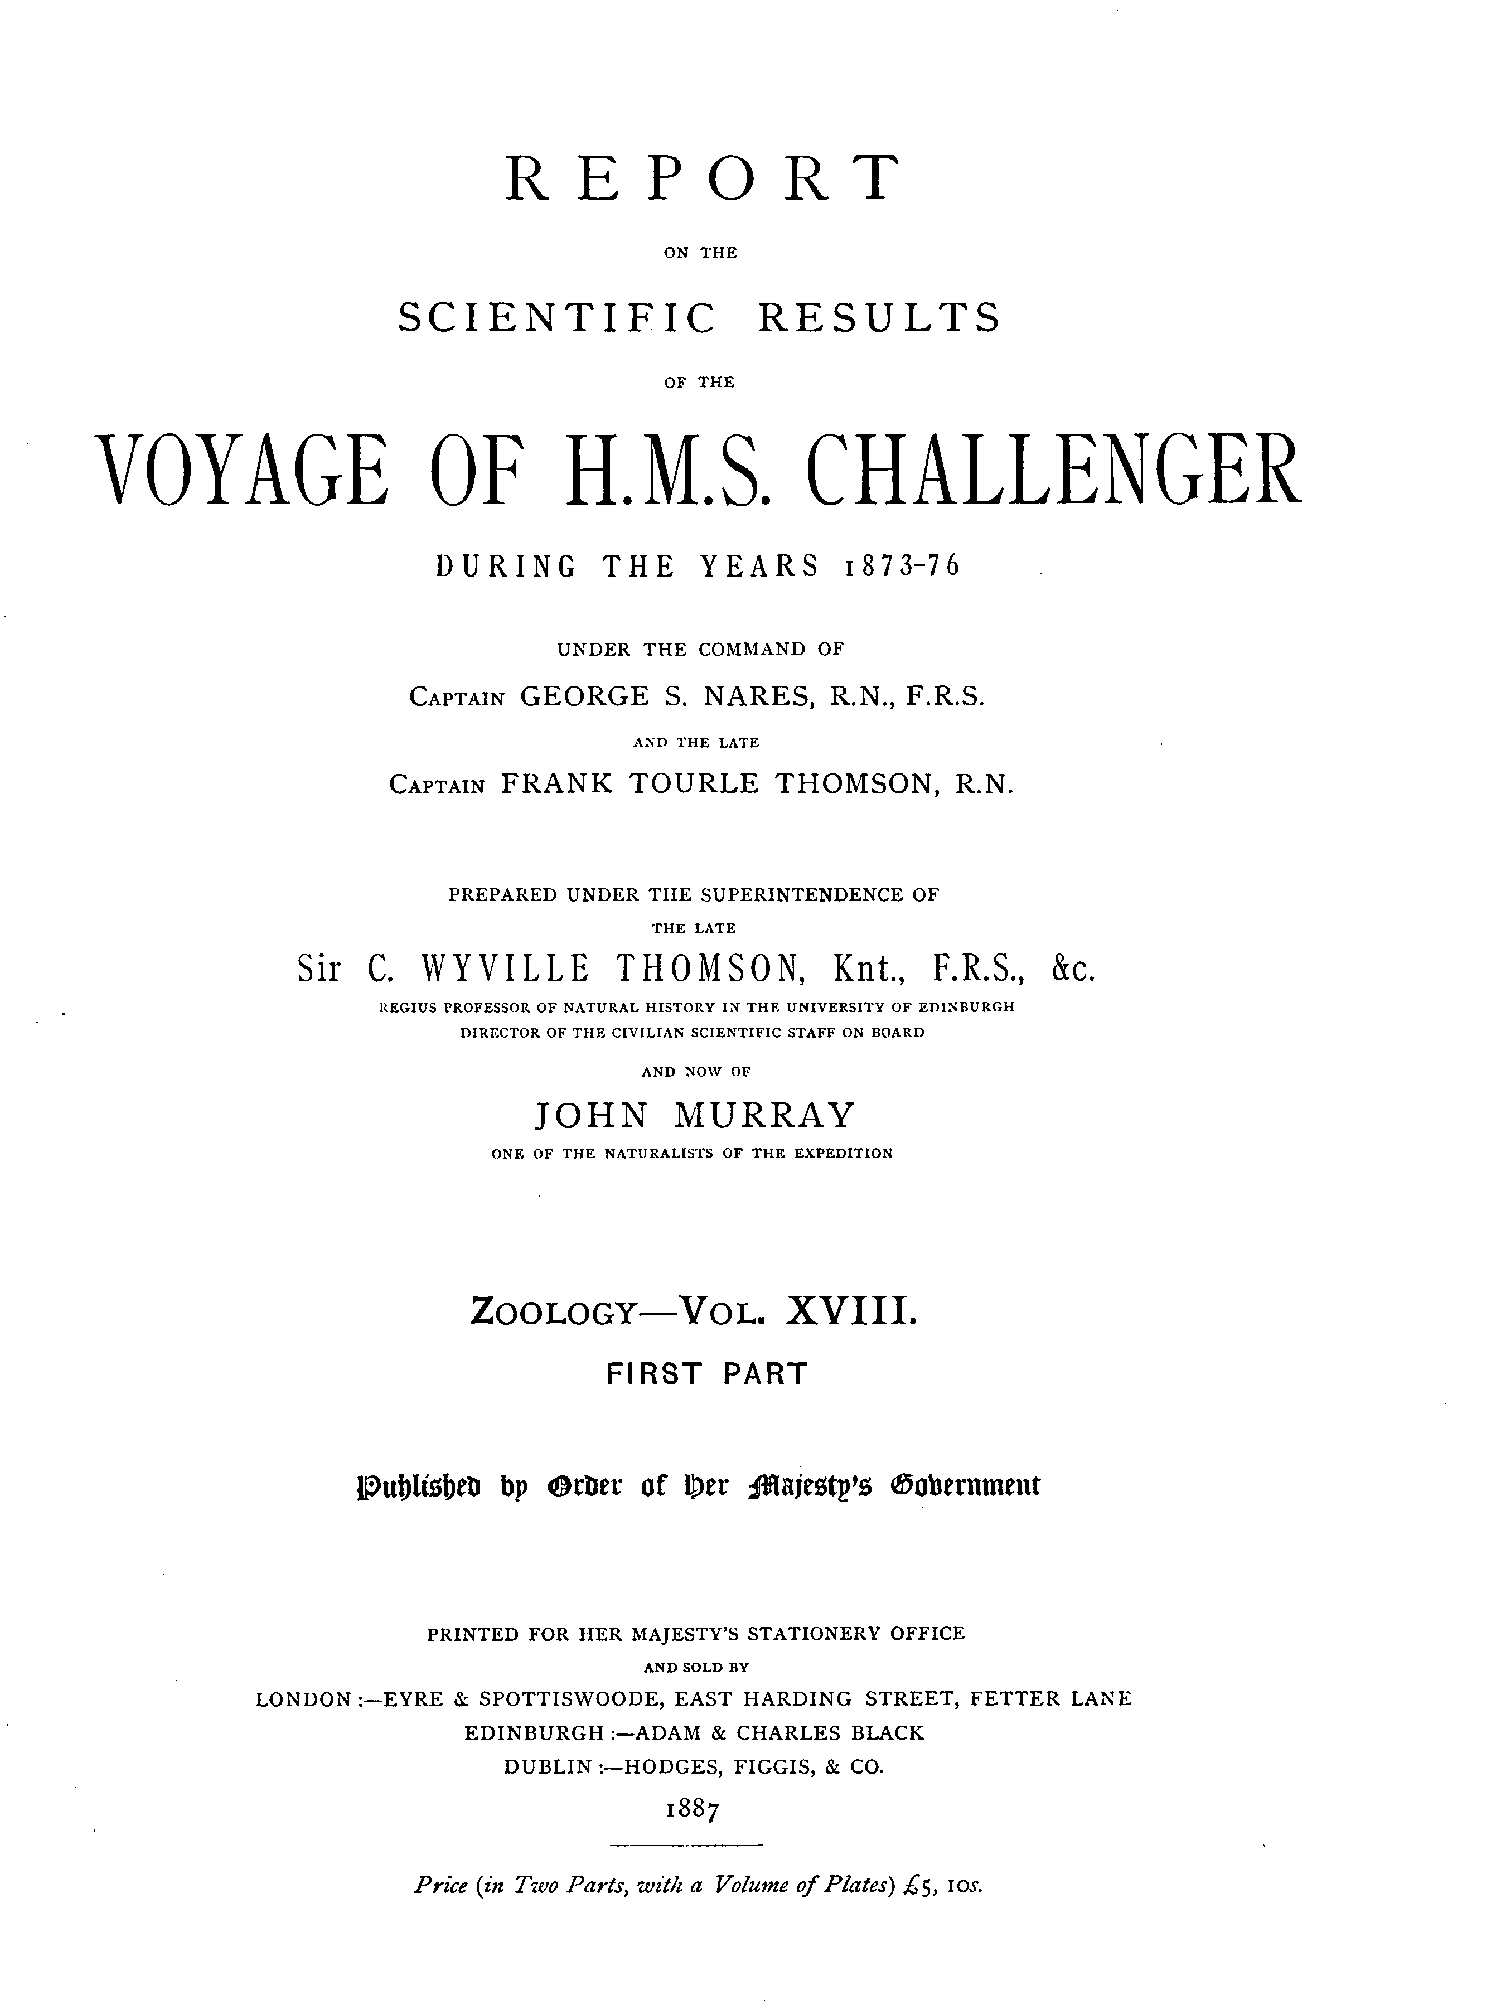 REPORT
ON THE
SCIENTIFIC RESULTS
OF THE
VOYAGE OF H.M.S. CHALLENGER
DURING THE YEARS 1873-76
UNDER THE COMMAND OF
CAPTAIN GEORGE S. NARES, R.N., F.R.S.
AND THE LATE
CAPTAIN FRANK TOURLE THOMSON, R.N.
PREPARED UNDER THE SUPERINTENDENCE OF
THE LATE
Sir C. WYVILLE THOMSON, Knt., F.R.S., &c.
REGIUS PROFESSOR OF NATURAL HISTORY IN THE UNIVERSITY OF EDINBURGH
DIRECTOR OF THE CIVILIAN SCIENTIFIC STAFF ON BOARD
AND NOW OF
JOHN MURRAY
ONE OF THE NATURALISTS OF THE EXPEDITION
ZOOLOGY—VOL. XVIII.
FIRST PART
Published by Order of Her Majesty's Government
PRINTED FOR HER MAJESTY'S STATIONERY OFFICE
AND SOLD BY
LONDON :—EYRE & SPOTTISWOODE, EAST HARDING STREET, FETTER LANE
EDINBURGH :—ADAM & CHARLES BLACK
DUBLIN :—HODGES, FIGGIS, & CO.
1887
Price (in Two Parts, with a Volume of Plates) £5, 10s.